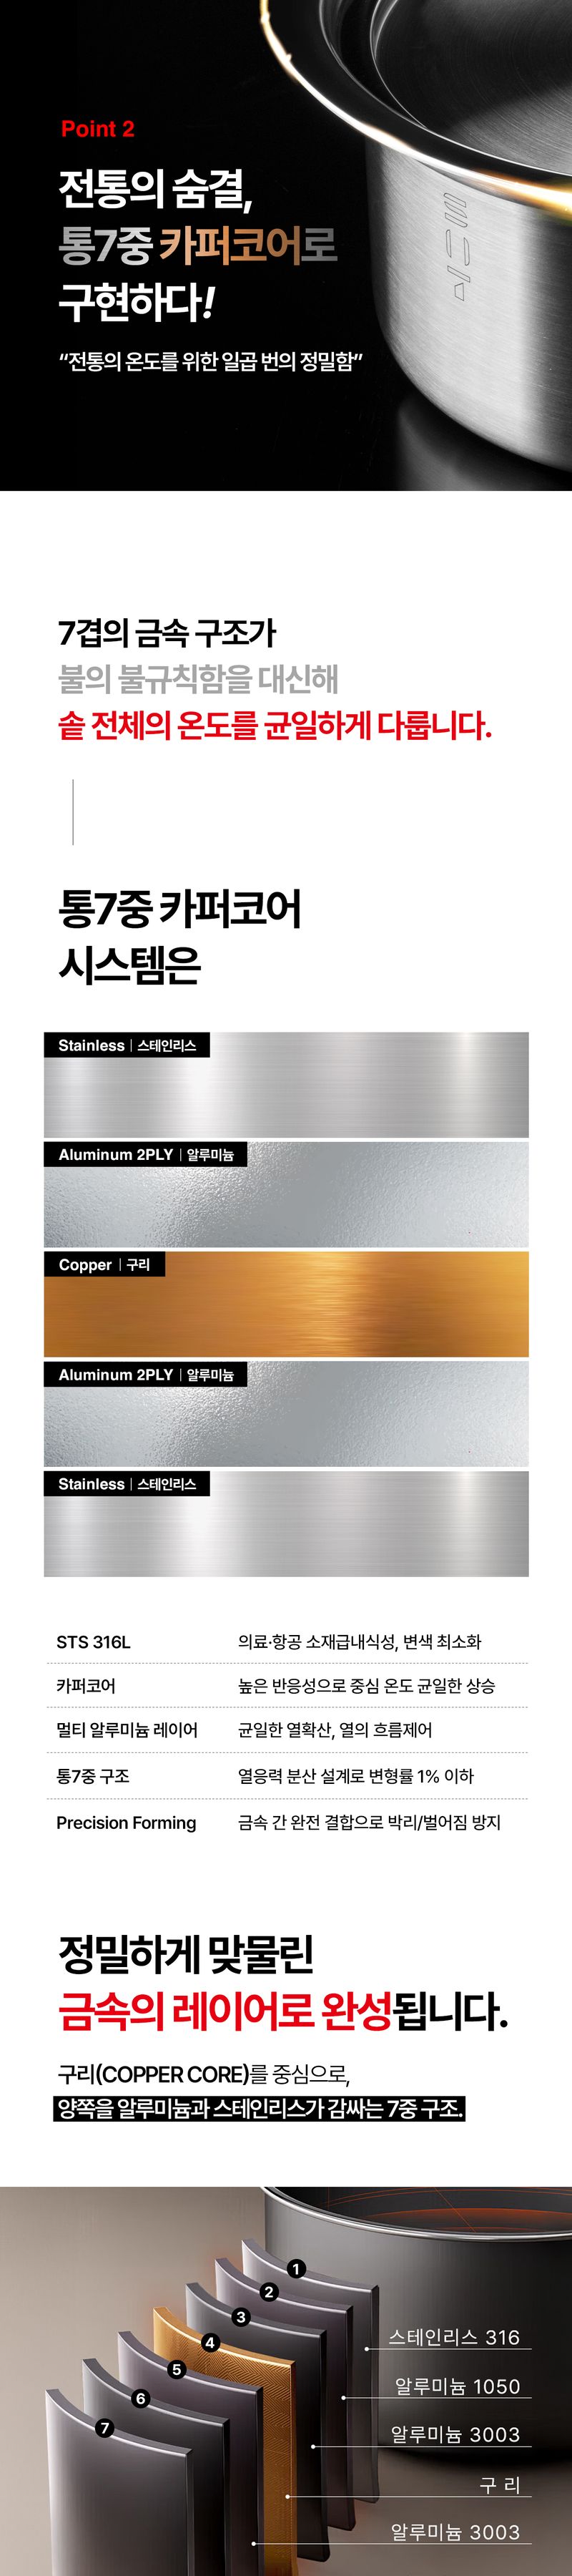 Point 2
전통의 숨결,
통7중 카퍼코어로
구현하다!
“전통의 온도를 위한 일곱 번의 정밀함”
7겹의 금속 구조가
불의 불규칙함을 대신해
솥 전체의 온도를 균일하게 다룹니다.
통7중 카퍼코어
시스템은
Stainless | 스테인리스
Aluminum 2PLY | 알루미늄
Copper | 구리
Aluminum 2PLY | 알루미늄
Stainless | 스테인리스
STS 316L 의료·항공 소재급내식성, 변색 최소화
카퍼코어 높은 반응성으로 중심 온도 균일한 상승
멀티 알루미늄 레이어 균일한 열확산, 열의 흐름제어
통7중 구조 열응력 분산 설계로 변형률 1% 이하
Precision Forming 금속 간 완전 결합으로 박리/벌어짐 방지
정밀하게 맞물린
금속의 레이어로 완성됩니다.
구리(COPPER CORE)를 중심으로,
양쪽을 알루미늄과 스테인리스가 감싸는 7중 구조.
1
2
3
4
5
6
7
스테인리스 316
알루미늄 1050
알루미늄 3003
구 리
알루미늄 3003